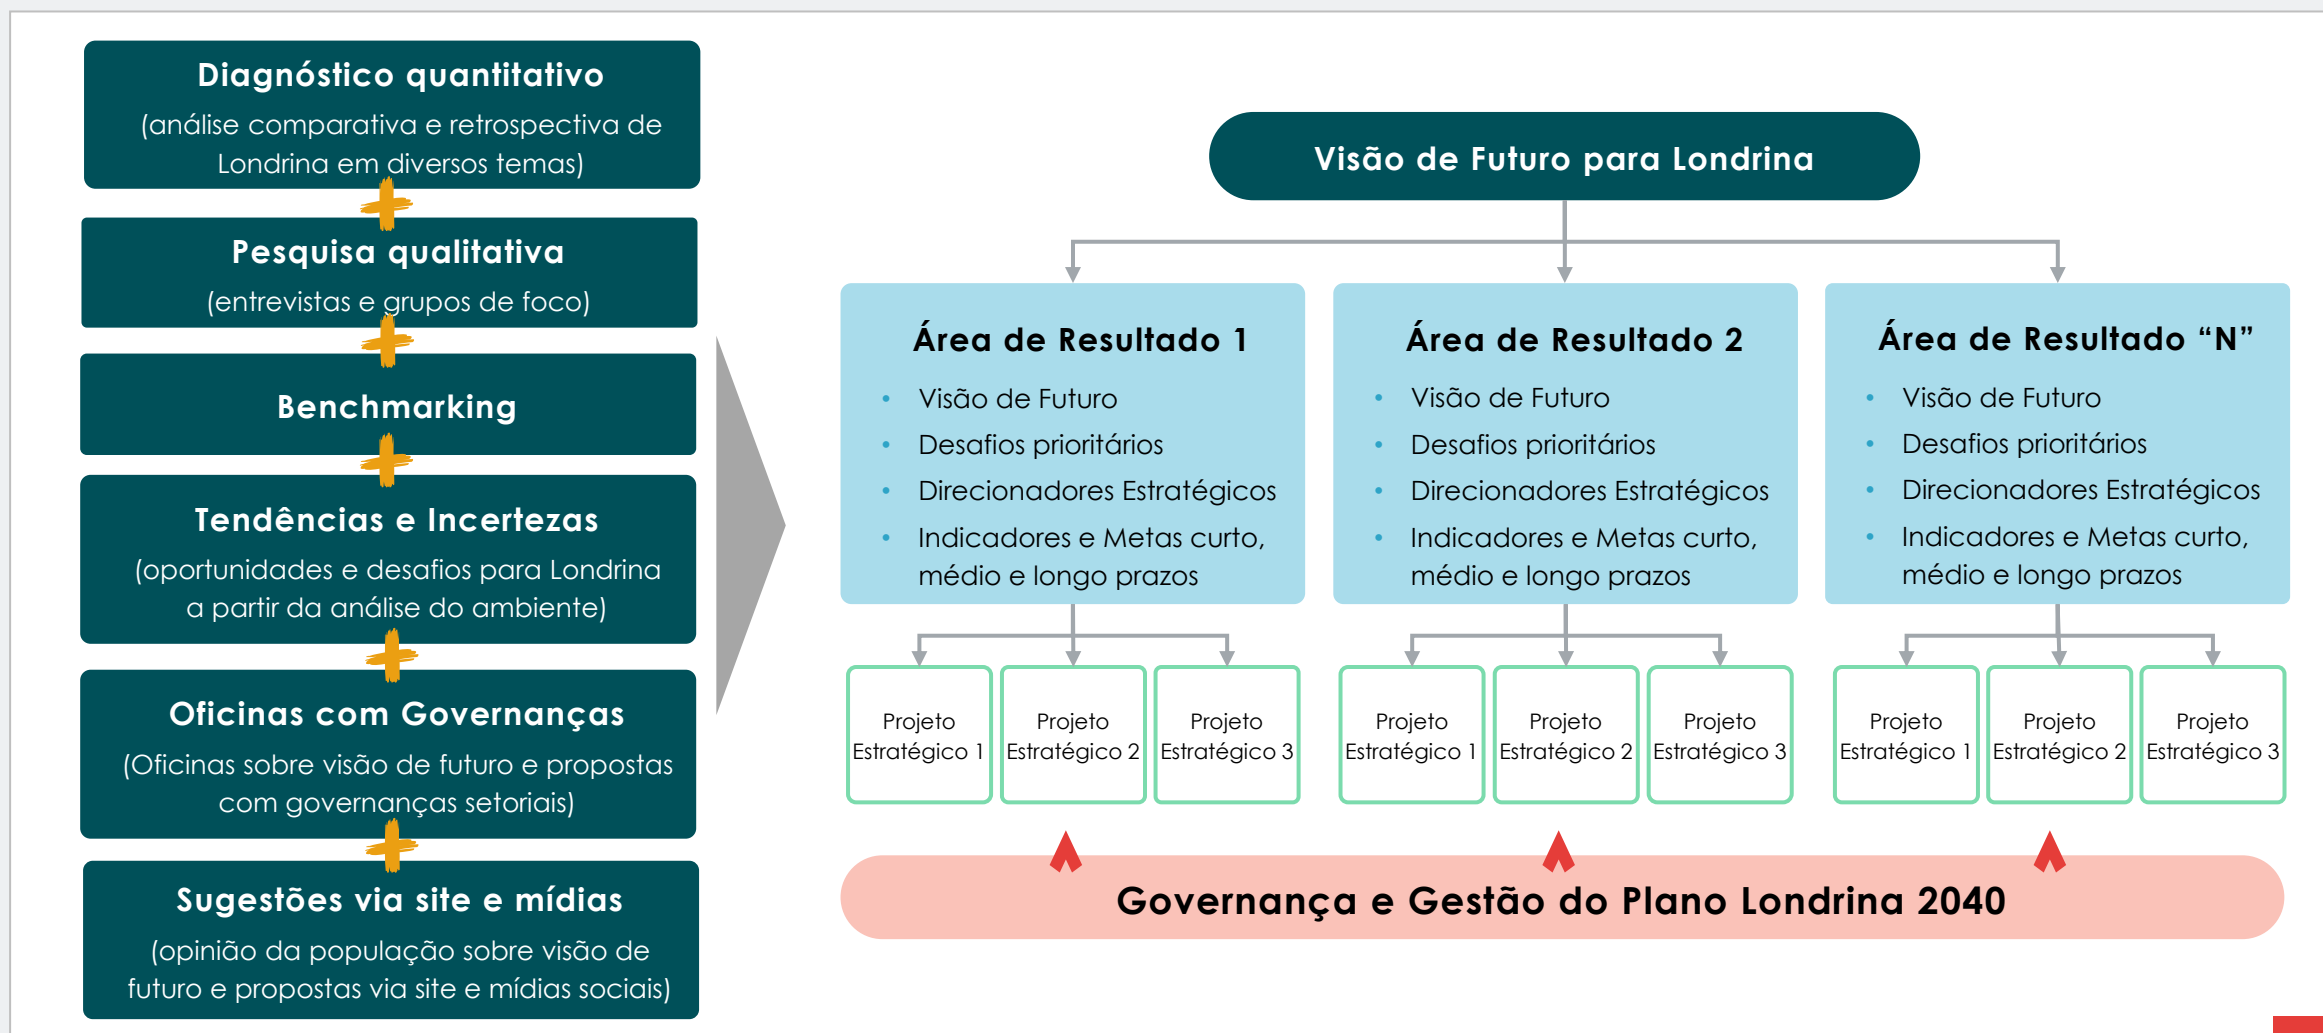 Diagnóstico quantitativo
(análise comparativa e retrospectiva de
Londrina em diversos temas)
Pesquisa qualitativa
(entrevistas e grupos de foco)
Benchmarking
Tendências e Incertezas
(oportunidades e desafios para Londrina
a partir da análise do ambiente)
Oficinas com Governanças
(Oficinas sobre visão de futuro e propostas
com governanças setoriais)
Sugestões via site e mídias
(opinião da população sobre visão de
futuro e propostas via site e mídias sociais)
Visão de Futuro para Londrina
Área de Resultado 1
• Visão de Futuro
• Desafios prioritários
• Direcionadores Estratégicos
• Indicadores e Metas curto,
médio e longo prazos
Área de Resultado 2
• Visão de Futuro
• Desafios prioritários
• Direcionadores Estratégicos
• Indicadores e Metas curto,
médio e longo prazos
Área de Resultado “N”
• Visão de Futuro
• Desafios prioritários
• Direcionadores Estratégicos
• Indicadores e Metas curto,
médio e longo prazos
Projeto
Estratégico 1
Projeto
Estratégico 2
Projeto
Estratégico 3
Projeto
Estratégico 1
Projeto
Estratégico 2
Projeto
Estratégico 3
Projeto
Estratégico 1
Projeto
Estratégico 2
Projeto
Estratégico 3
Governança e Gestão do Plano Londrina 2040